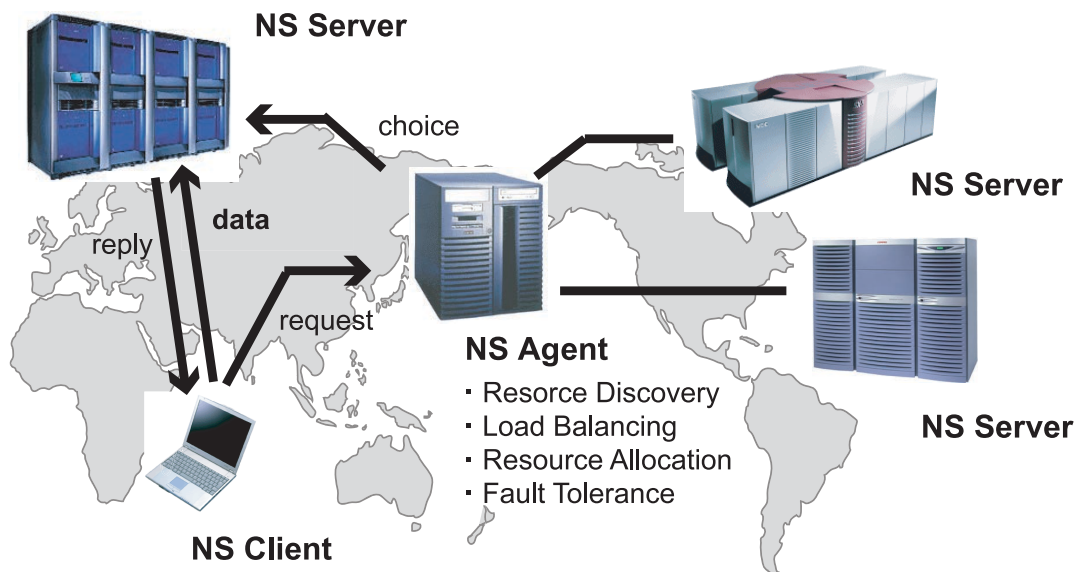 NS Server
choice
NS Server
data
reply
request
NS Agent
· Resorce Discovery
· Load Balancing
· Resource Allocation
· Fault Tolerance
NS Server
NS Client